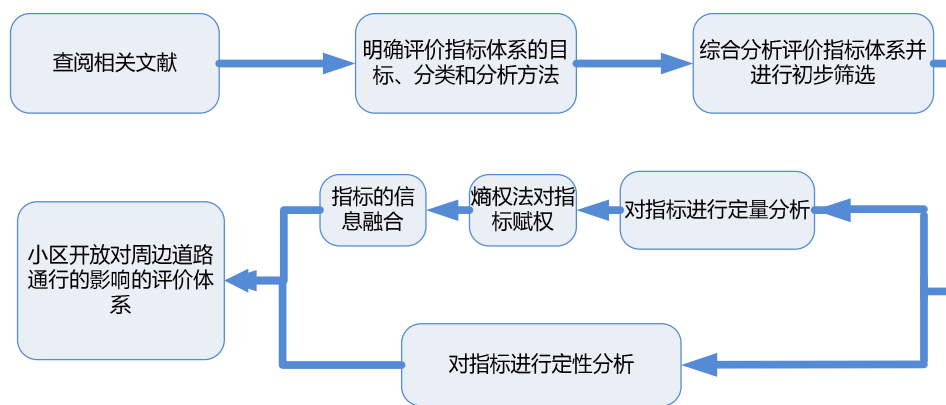 查阅相关文献
明确评价指标体系的目
标、分类和分析方法
综合分析评价指标体系并
进行初步筛选
对指标进行定量分析
熵权法对指
标赋权
指标的信
息融合
对指标进行定性分析
小区开放对周边道路
通行的影响的评价体
系